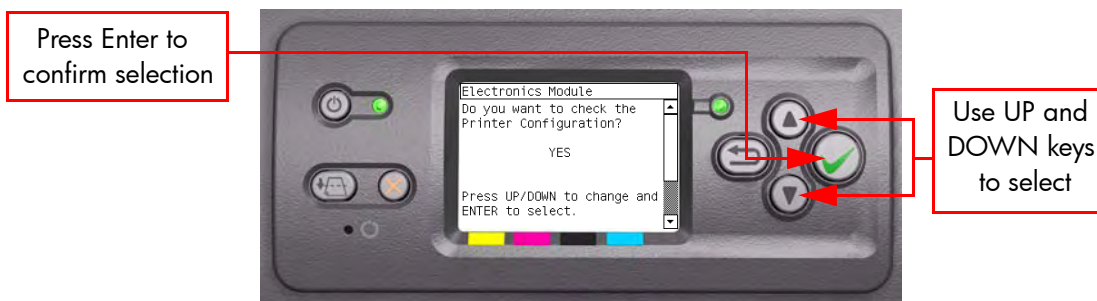 Press Enter to
confirm selection
Electronics Module
Do you want to check the
Printer Configuration?
YES
Press UP/DOWN to change and
ENTER to select.
Use UP and
DOWN keys
to select